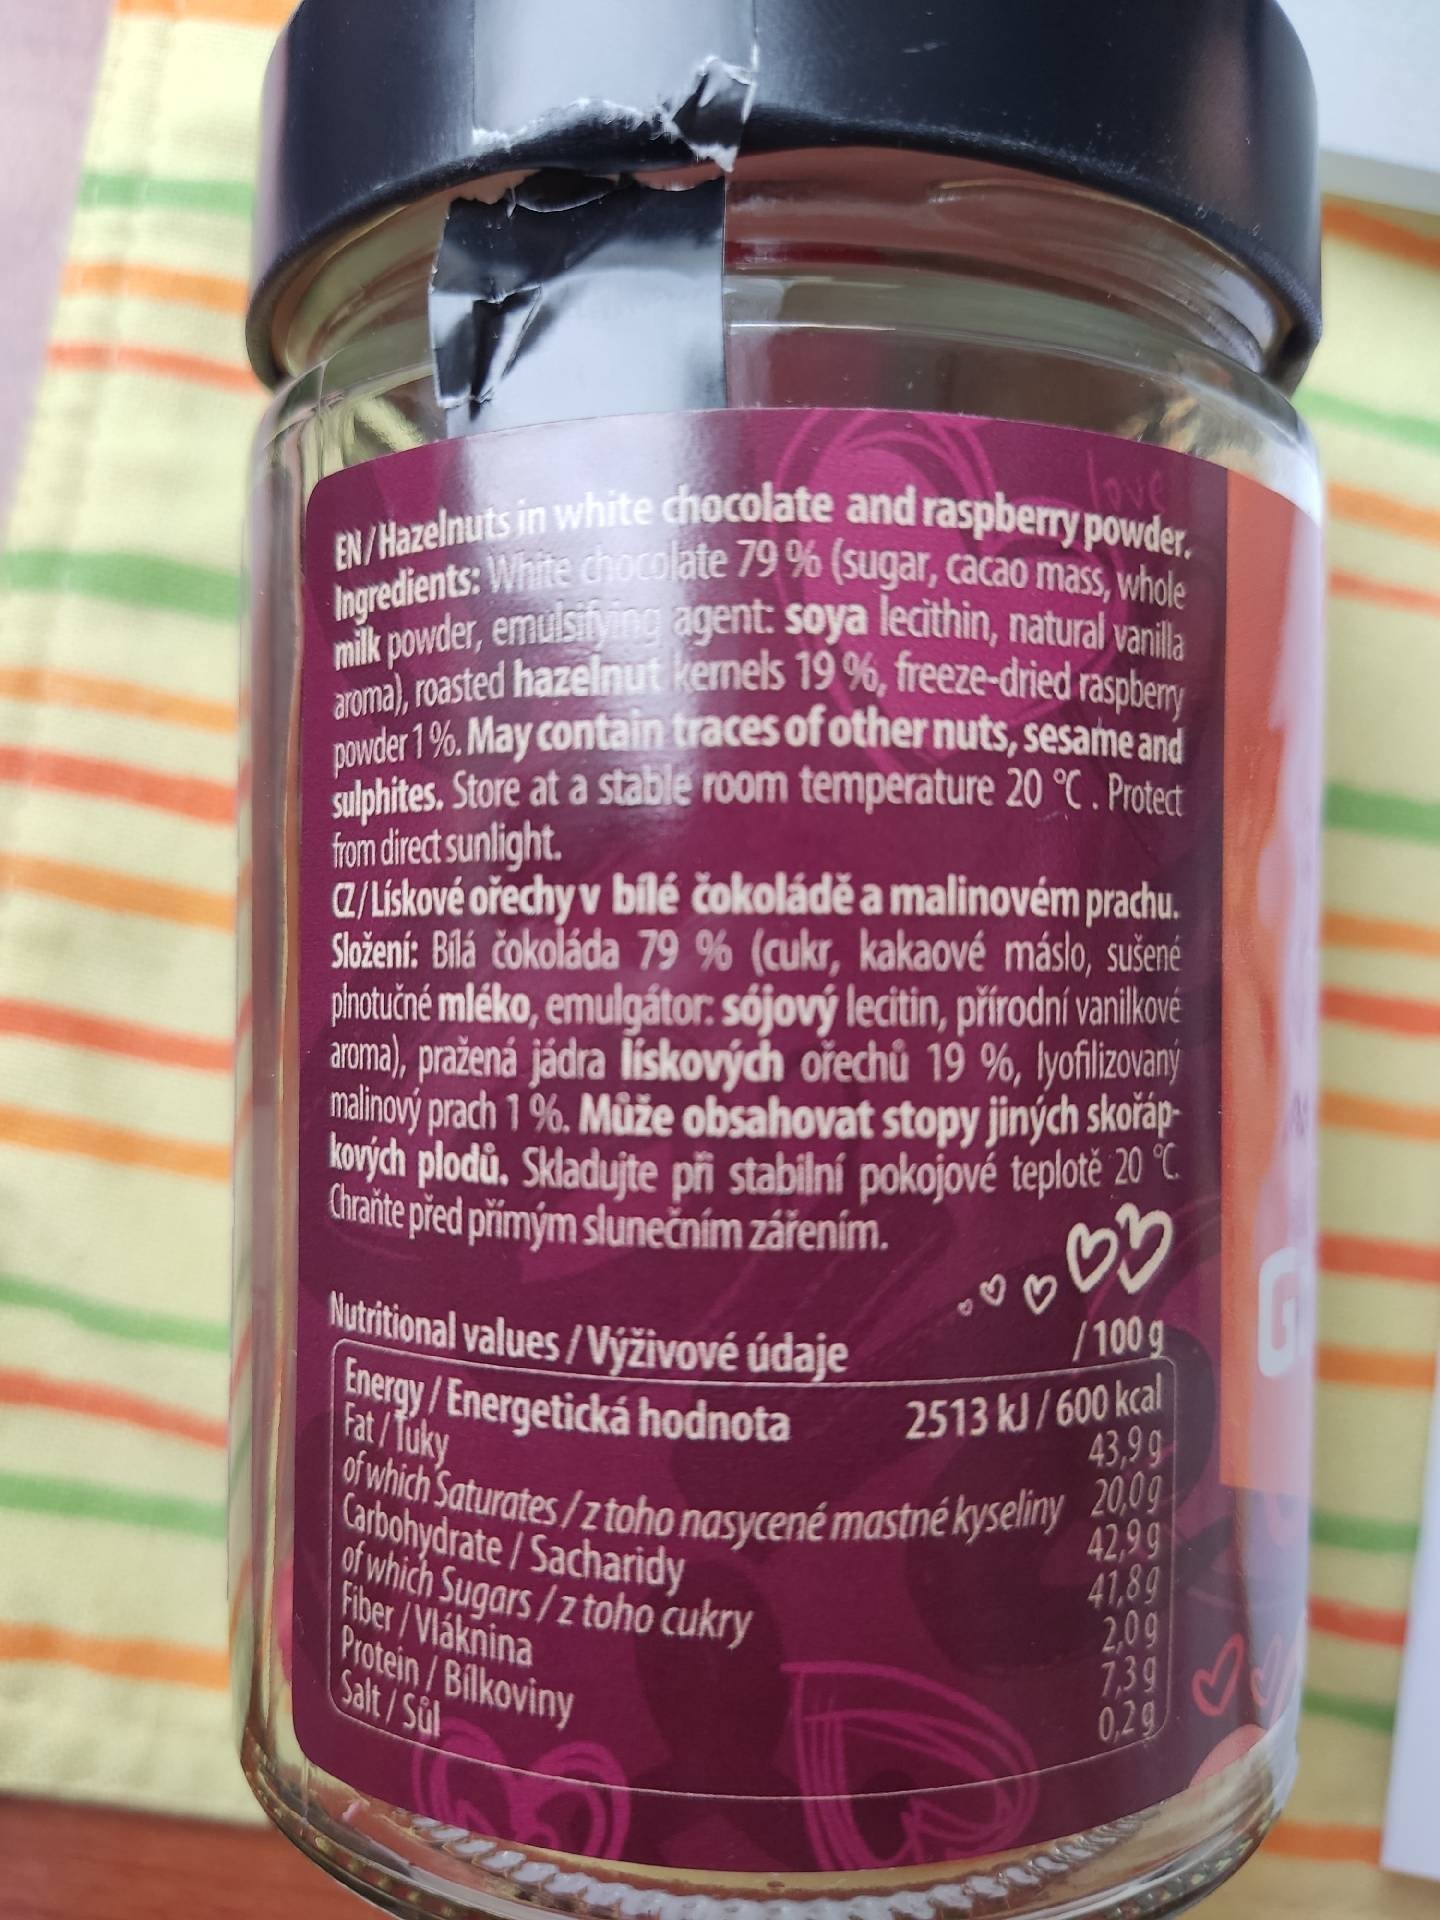 love
EN/Hazelnuts in white chocolate and raspberry powder.
Ingredients: White chocolate 79 % (sugar, cacao mass, whole
milk powder, emulsifying agent: soya lecithin, natural vanilla
aroma), roasted hazelnut kernels 19 %, freeze-dried raspberry
powder 1 %. May contain traces of other nuts, sesame and
sulphites. Store at a stable room temperature 20 °C . Protect
from direct sunlight.
CZ/Lískové ořechy v bílé čokoládě a malinovém prachu.
Složení: Bílá čokoláda 79 % (cukr, kakaové máslo, sušené
plnotučné mléko, emulgátor: sójový lecitin, přírodní vanilkové
aroma), pražená jádra lískových ořechů 19 %, lyofilizovaný
malinový prach 1 %. Může obsahovat stopy jiných skořáp-
kových plodů. Skladujte při stabilní pokojové teplotě 20 °C.
Chraňte před přímým slunečním zářením.
Nutritional values / Výživové údaje / 100 g
Energy / Energetická hodnota 2513 kJ / 600 kcal
Fat / Tuky 43,9 g
of which Saturates / z toho nasycené mastné kyseliny 20,0 g
Carbohydrate / Sacharidy 42,9 g
of which Sugars / z toho cukry 41,8 g
Fiber / Vláknina 2,0 g
Protein / Bílkoviny 7,3 g
Salt / Sůl 0,2 g